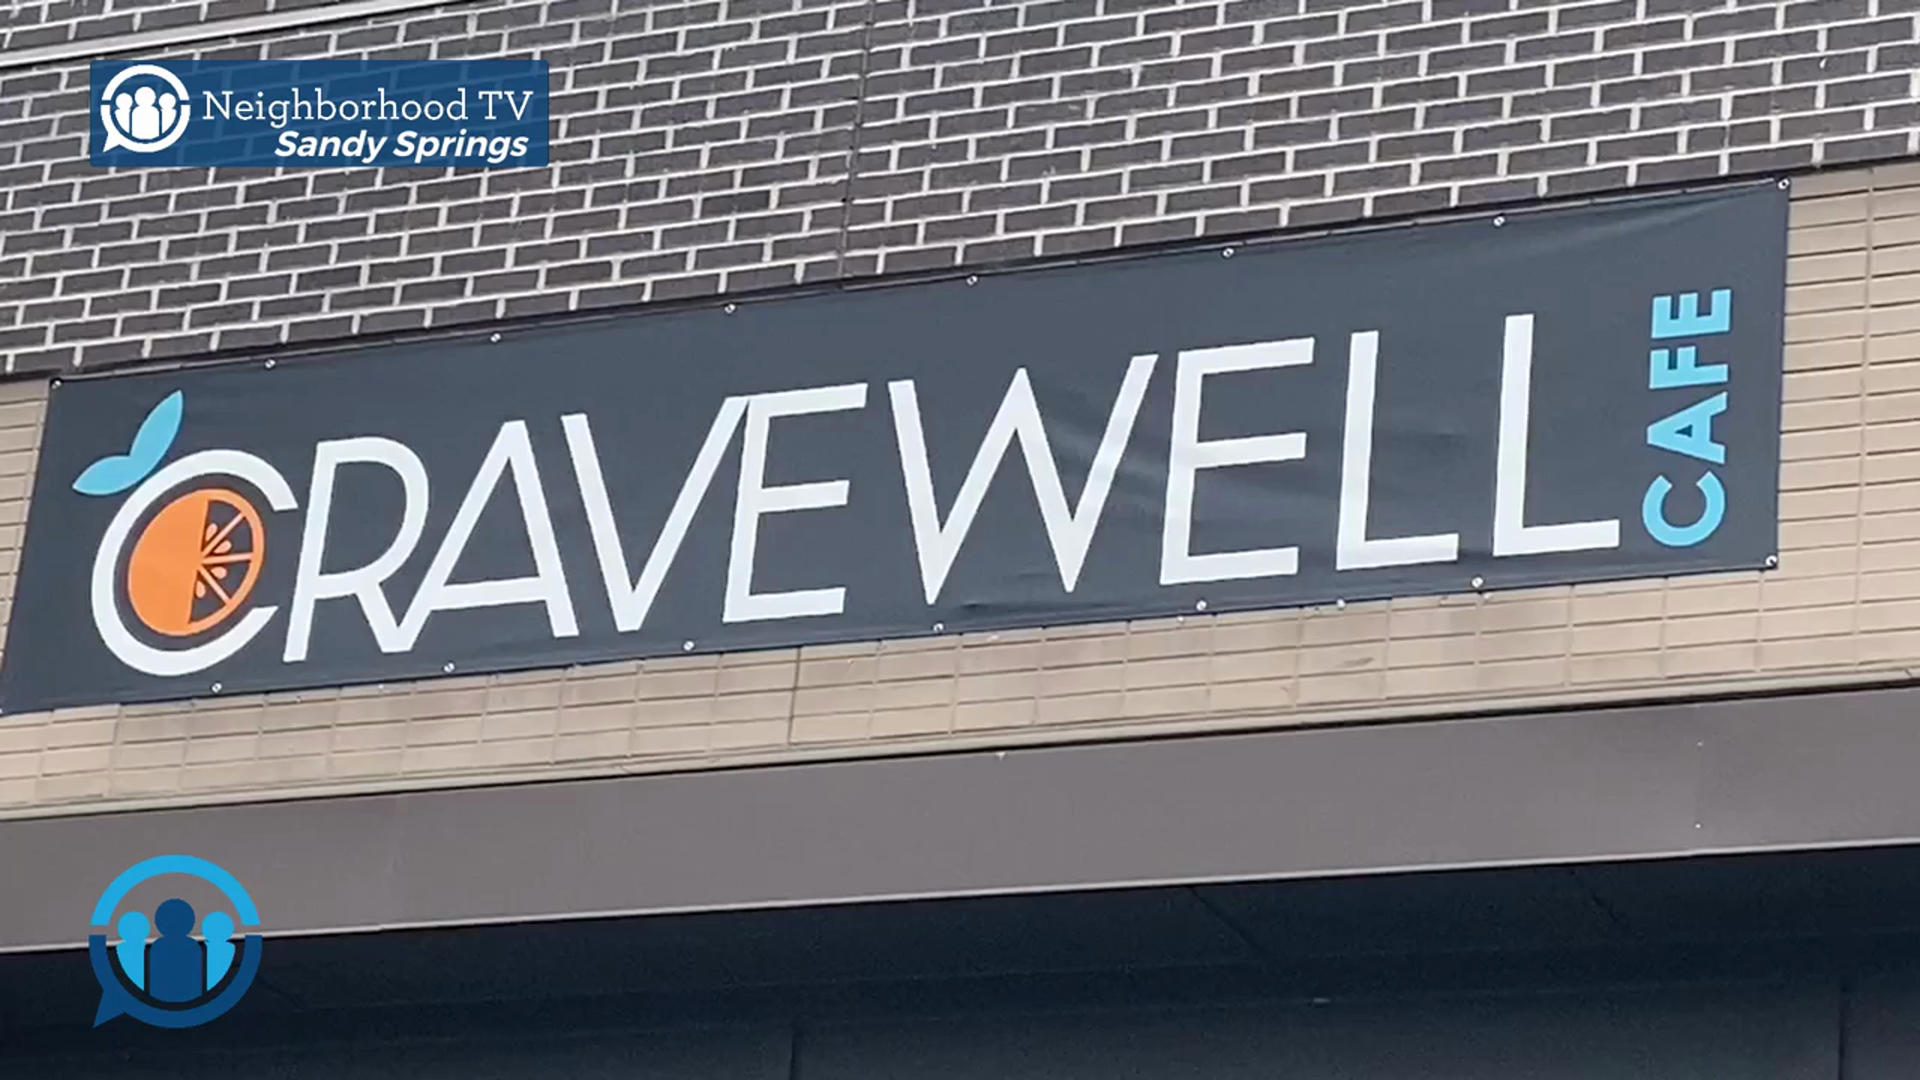 Neighborhood TV
Sandy Springs
CRAVEWELL
CAFE